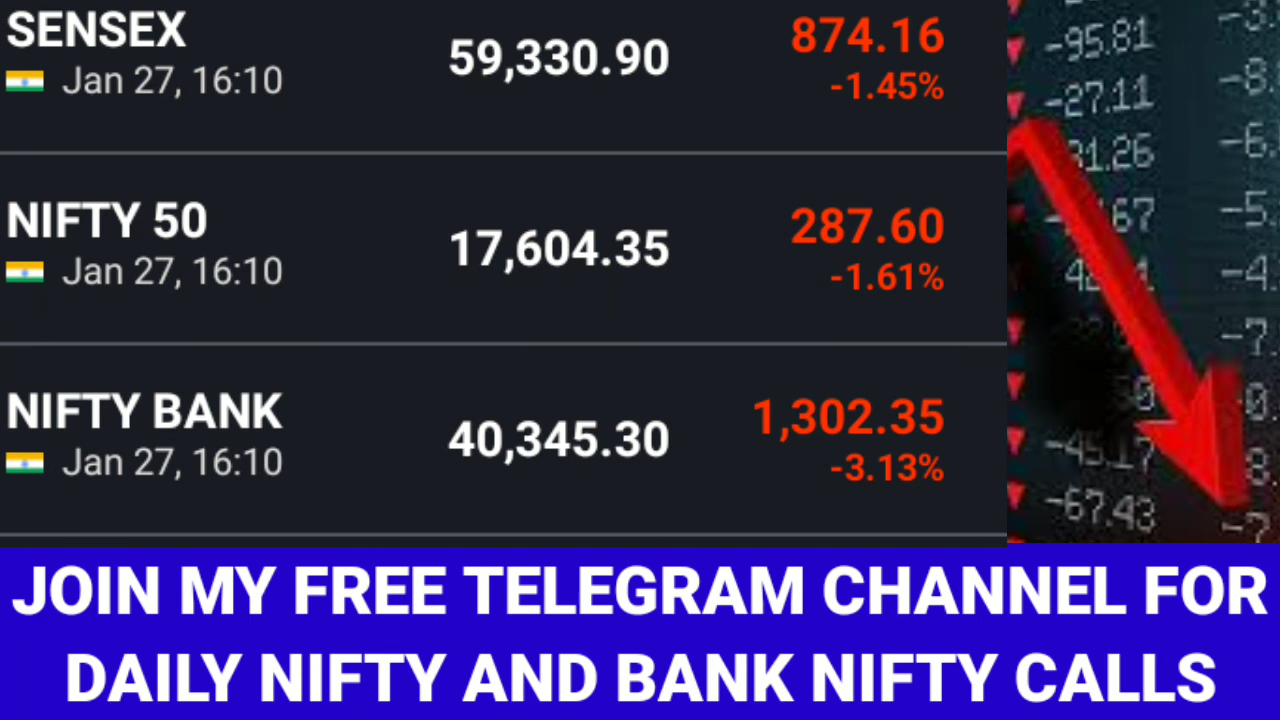 SENSEX
Jan 27, 16:10
59,330.90
874.16
-1.45%
NIFTY 50
Jan 27, 16:10
17,604.35
287.60
-1.61%
NIFTY BANK
Jan 27, 16:10
40,345.30
1,302.35
-3.13%
-95.81
-27.11
31.26
67
-45.17
-67.43
JOIN MY FREE TELEGRAM CHANNEL FOR
DAILY NIFTY AND BANK NIFTY CALLS